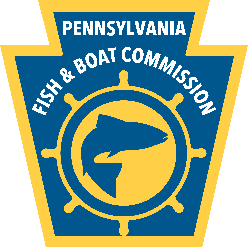 PENNSYLVANIA
FISH & BOAT COMMISSION